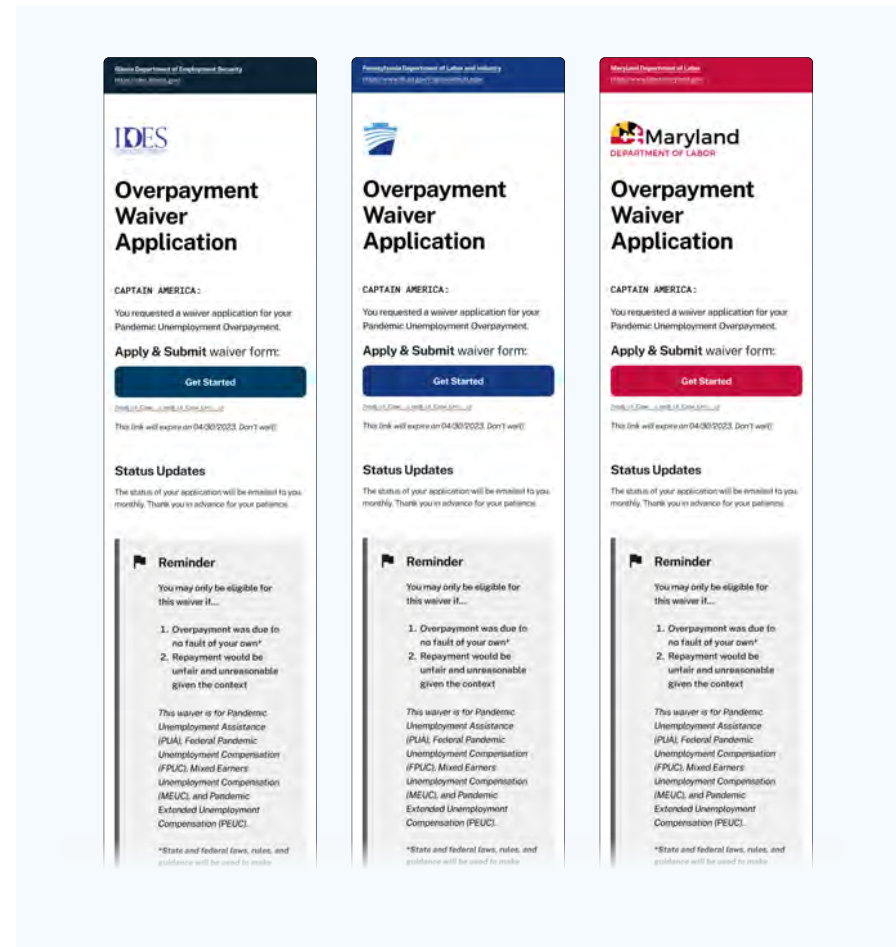 Illinois Department of Employment Security
IDES
Overpayment
Waiver
Application
CAPTAIN AMERICA:
You requested a waiver application for your
Pandemic Unemployment Overpayment.
Apply & Submit waiver form:
Get Started
This link will expire on 04/30/2023. Don't wait!
Status Updates
The status of your application will be emailed to you
monthly. Thank you in advance for your patience.
Reminder
You may only be eligible for
this waiver if...
1. Overpayment was due to
no fault of your own*
2. Repayment would be
unfair and unreasonable
given the context
This waiver is for Pandemic
Unemployment Assistance
(PUA), Federal Pandemic
Unemployment Compensation
(FPUC), Mixed Earners
Unemployment Compensation
(MEUC), and Pandemic
Extended Unemployment
Compensation (PEUC).
*State and federal laws, rules, and
guidance will be used to make
Pennsylvania Department of Labor and Industry
Overpayment
Waiver
Application
CAPTAIN AMERICA:
You requested a waiver application for your
Pandemic Unemployment Overpayment.
Apply & Submit waiver form:
Get Started
This link will expire on 04/30/2023. Don't wait!
Status Updates
The status of your application will be emailed to you
monthly. Thank you in advance for your patience.
Reminder
You may only be eligible for
this waiver if...
1. Overpayment was due to
no fault of your own*
2. Repayment would be
unfair and unreasonable
given the context
This waiver is for Pandemic
Unemployment Assistance
(PUA), Federal Pandemic
Unemployment Compensation
(FPUC), Mixed Earners
Unemployment Compensation
(MEUC), and Pandemic
Extended Unemployment
Compensation (PEUC).
*State and federal laws, rules, and
guidance will be used to make
Maryland Department of Labor
Maryland
DEPARTMENT OF LABOR
Overpayment
Waiver
Application
CAPTAIN AMERICA:
You requested a waiver application for your
Pandemic Unemployment Overpayment.
Apply & Submit waiver form:
Get Started
This link will expire on 04/30/2023. Don't wait!
Status Updates
The status of your application will be emailed to you
monthly. Thank you in advance for your patience.
Reminder
You may only be eligible for
this waiver if...
1. Overpayment was due to
no fault of your own*
2. Repayment would be
unfair and unreasonable
given the context
This waiver is for Pandemic
Unemployment Assistance
(PUA), Federal Pandemic
Unemployment Compensation
(FPUC), Mixed Earners
Unemployment Compensation
(MEUC), and Pandemic
Extended Unemployment
Compensation (PEUC).
*State and federal laws, rules, and
guidance will be used to make